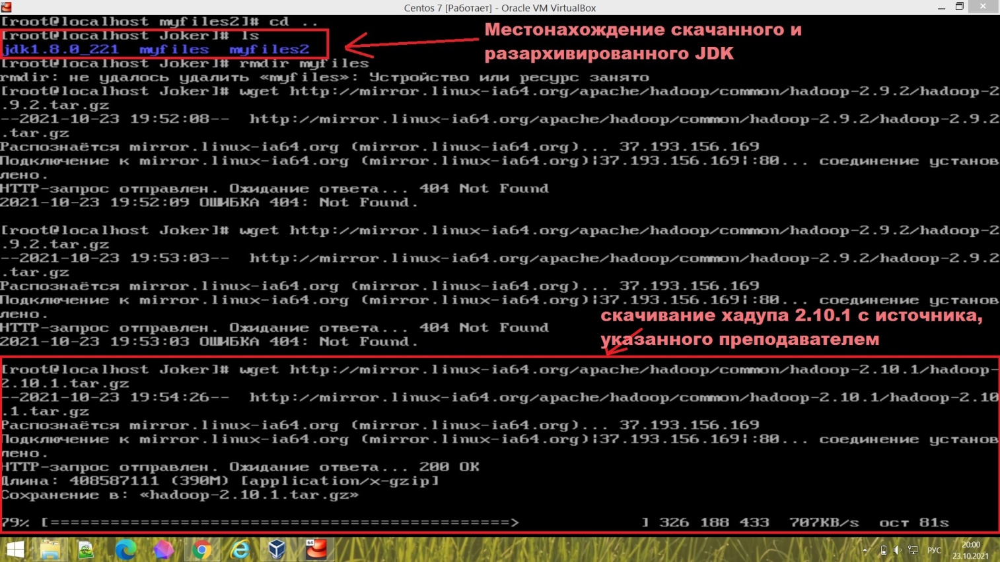 Centos 7 [Работает] - Oracle VM VirtualBox
[root@localhost myfiles2]# cd ..
[root@localhost Joker]# ls
jdk1.8.0_221  myfiles  myfiles2
Местонахождение скачанного и
разархивированного JDK
[root@localhost Joker]# rmdir myfiles
rmdir: не удалось удалить «myfiles»: Устройство или ресурс занято
[root@localhost Joker]# wget http://mirror.linux-ia64.org/apache/hadoop/common/hadoop-2.9.2/hadoop-2
.9.2.tar.gz
--2021-10-23 19:52:08--  http://mirror.linux-ia64.org/apache/hadoop/common/hadoop-2.9.2/hadoop-2.9.2
.tar.gz
Распознаётся mirror.linux-ia64.org (mirror.linux-ia64.org)... 37.193.156.169
Подключение к mirror.linux-ia64.org (mirror.linux-ia64.org)|37.193.156.169|:80... соединение установ
лено.
HTTP-запрос отправлен. Ожидание ответа... 404 Not Found
2021-10-23 19:52:09 ОШИБКА 404: Not Found.
[root@localhost Joker]# wget http://mirror.linux-ia64.org/apache/hadoop/common/hadoop-2.9.2/hadoop-2
.9.2.tar.gz
--2021-10-23 19:53:03--  http://mirror.linux-ia64.org/apache/hadoop/common/hadoop-2.9.2/hadoop-2.9.2
.tar.gz
Распознаётся mirror.linux-ia64.org (mirror.linux-ia64.org)... 37.193.156.169
Подключение к mirror.linux-ia64.org (mirror.linux-ia64.org)|37.193.156.169|:80... соединение установ
лено.
HTTP-запрос отправлен. Ожидание ответа... 404 Not Found
2021-10-23 19:53:03 ОШИБКА 404: Not Found.
скачивание хадупа 2.10.1 с источника,
указанного преподавателем
[root@localhost Joker]# wget http://mirror.linux-ia64.org/apache/hadoop/common/hadoop-2.10.1/hadoop-
2.10.1.tar.gz
--2021-10-23 19:54:26--  http://mirror.linux-ia64.org/apache/hadoop/common/hadoop-2.10.1/hadoop-2.10
.1.tar.gz
Распознаётся mirror.linux-ia64.org (mirror.linux-ia64.org)... 37.193.156.169
Подключение к mirror.linux-ia64.org (mirror.linux-ia64.org)|37.193.156.169|:80... соединение установ
лено.
HTTP-запрос отправлен. Ожидание ответа... 200 OK
Длина: 408587111 (390M) [application/x-gzip]
Сохранение в: «hadoop-2.10.1.tar.gz»
79% [==============================================>            ] 326 188 433  707KB/s  ост 81s
64
РУС
20:00
23.10.2021